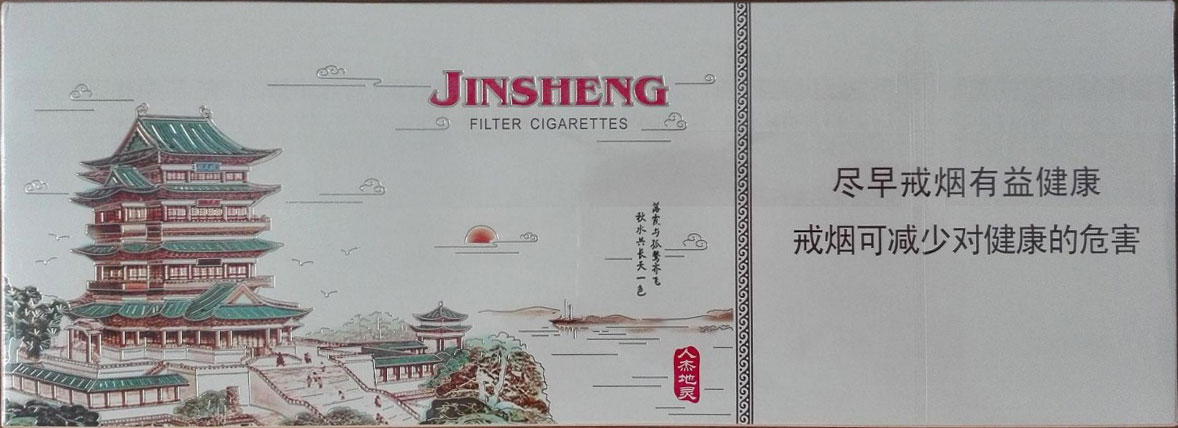 JINSHENG
FILTER CIGARETTES
落霞与孤鹜齐飞
秋水共长天一色
人杰地灵
尽早戒烟有益健康
戒烟可减少对健康的危害